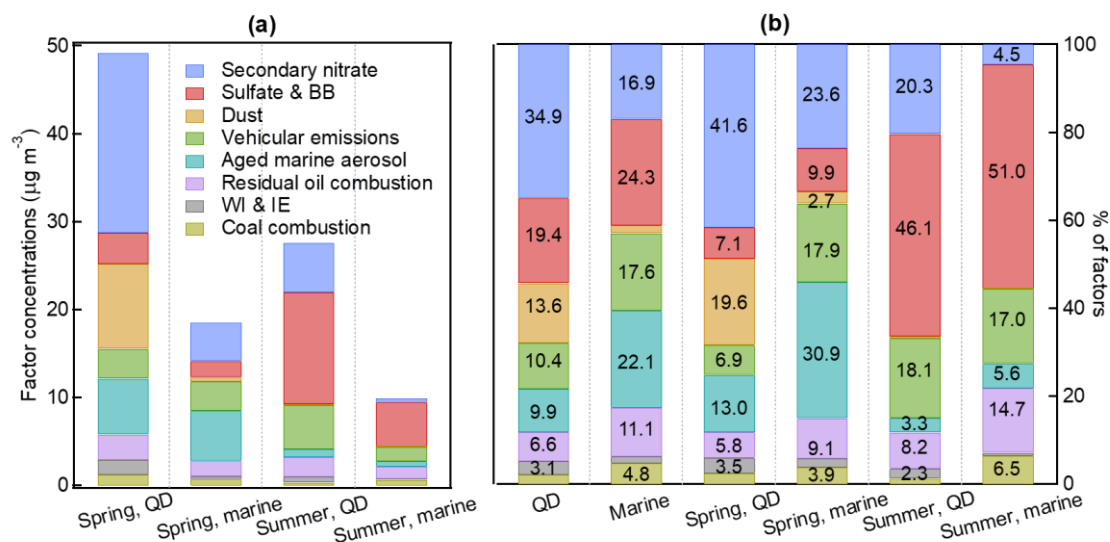 (a)
(b)
Factor concentrations (µg m⁻³)
50
40
30
20
10
0
Secondary nitrate
Sulfate & BB
Dust
Vehicular emissions
Aged marine aerosol
Residual oil combustion
WI & IE
Coal combustion
Spring, QD
Spring, marine
Summer, QD
Summer, marine
34.9
19.4
13.6
10.4
9.9
6.6
3.1
16.9
24.3
17.6
22.1
11.1
4.8
41.6
7.1
19.6
6.9
13.0
5.8
3.5
23.6
9.9
2.7
17.9
30.9
9.1
3.9
20.3
46.1
18.1
3.3
8.2
2.3
4.5
51.0
17.0
5.6
14.7
6.5
100
80
60
40
20
0
% of factors
QD
Marine
Spring, QD
Spring, marine
Summer, QD
Summer, marine